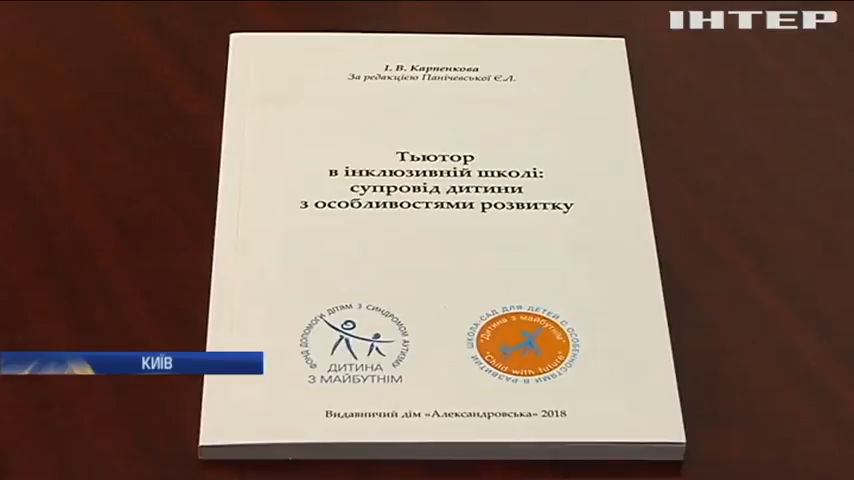 ІНТЕР
І. В. Карпенкова
За редакцією Панічевської Є.Л.
Тьютор
в інклюзивній школі:
супровід дитини
з особливостями розвитку
ФОНД ДОПОМОГИ ДІТЯМ З СИНДРОМОМ АУТИЗМУ
ДИТИНА
З МАЙБУТНІМ
ШКОЛА-САД ДЛЯ ДЕТЕЙ С ОСОБЕННОСТЯМИ В РАЗВИТИИ
"Дитина з майбутнім"
"Child with future"
КИЇВ
Видавничий дім «Александровська» 2018